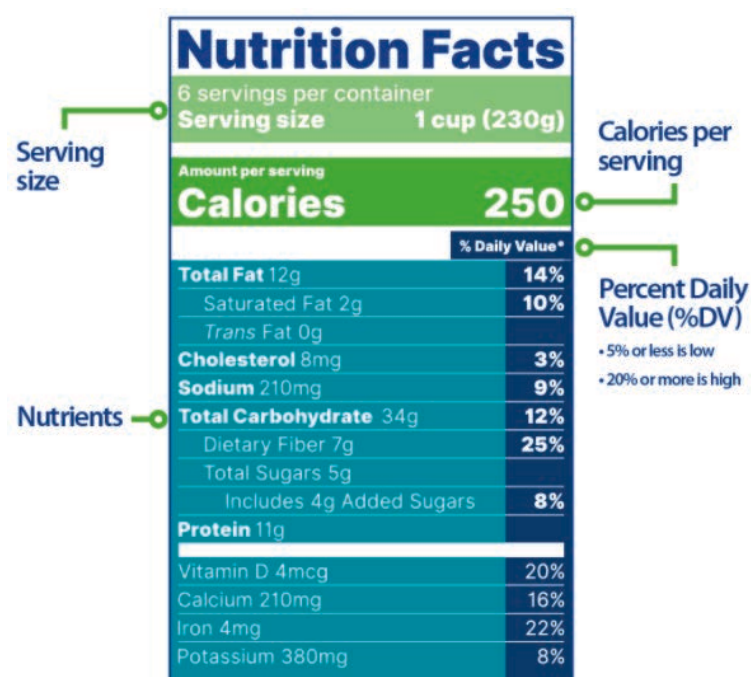 Nutrition Facts
6 servings per container
Serving size 1 cup (230g)
Amount per serving
Calories 250
% Daily Value*
Total Fat 12g 14%
Saturated Fat 2g 10%
Trans Fat 0g
Cholesterol 8mg 3%
Sodium 210mg 9%
Total Carbohydrate 34g 12%
Dietary Fiber 7g 25%
Total Sugars 5g
Includes 4g Added Sugars 8%
Protein 11g
Vitamin D 4mcg 20%
Calcium 210mg 16%
Iron 4mg 22%
Potassium 380mg 8%
Serving
size
Nutrients
Calories per
serving
Percent Daily
Value (%DV)
• 5% or less is low
• 20% or more is high